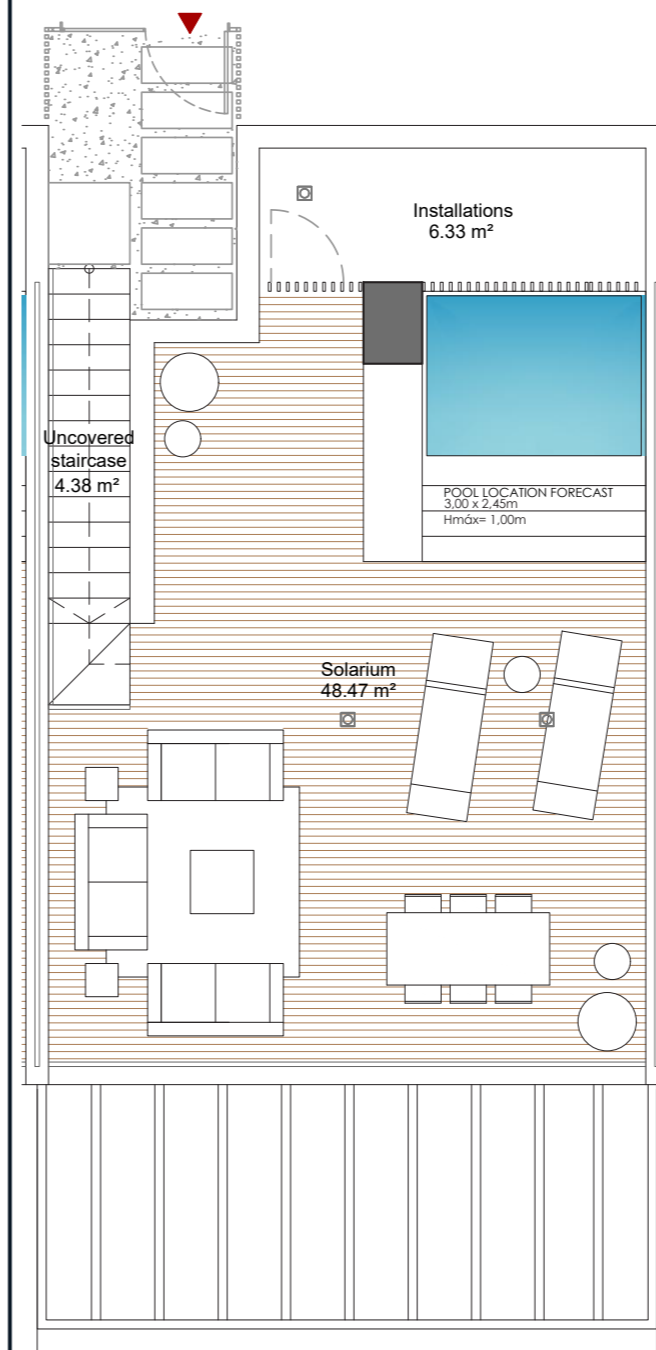 Installations
6.33 m²
Uncovered
staircase
4.38 m²
POOL LOCATION FORECAST
3,00 x 2,45m
Hmáx= 1,00m
Solarium
48.47 m²